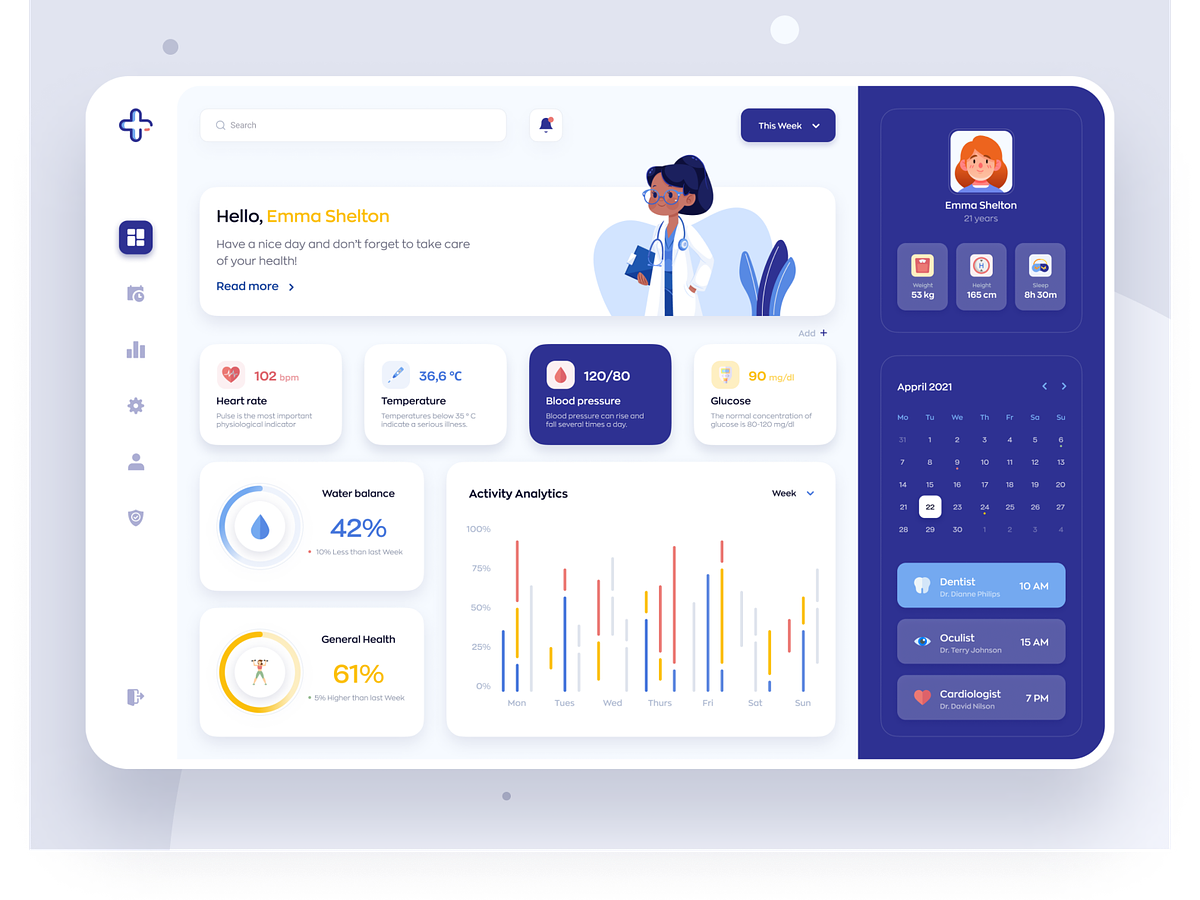 Search
This Week
Hello, Emma Shelton
Have a nice day and don't forget to take care
of your health!
Read more
Add +
102 bpm
Heart rate
Pulse is the most important
physiological indicator
36,6 °C
Temperature
Temperatures below 35 ° C
indicate a serious illness.
120/80
Blood pressure
Blood pressure can rise and
fall several times a day.
90 mg/dl
Glucose
The normal concentration of
glucose is 80-120 mg/dl
Water balance
42%
10% Less than last Week
General Health
61%
5% Higher than last Week
Activity Analytics
Week
100%
75%
50%
25%
0%
Mon Tues Wed Thurs Fri Sat Sun
Emma Shelton
21 years
Weight
53 kg
Height
165 cm
Sleep
8h 30m
Appril 2021
Mo Tu We Th Fr Sa Su
31 1 2 3 4 5 6
7 8 9 10 11 12 13
14 15 16 17 18 19 20
21 22 23 24 25 26 27
28 29 30 1 2 3 4
Dentist
Dr. Dianne Philips
10 AM
Oculist
Dr. Terry Johnson
15 AM
Cardiologist
Dr. David Nilson
7 PM